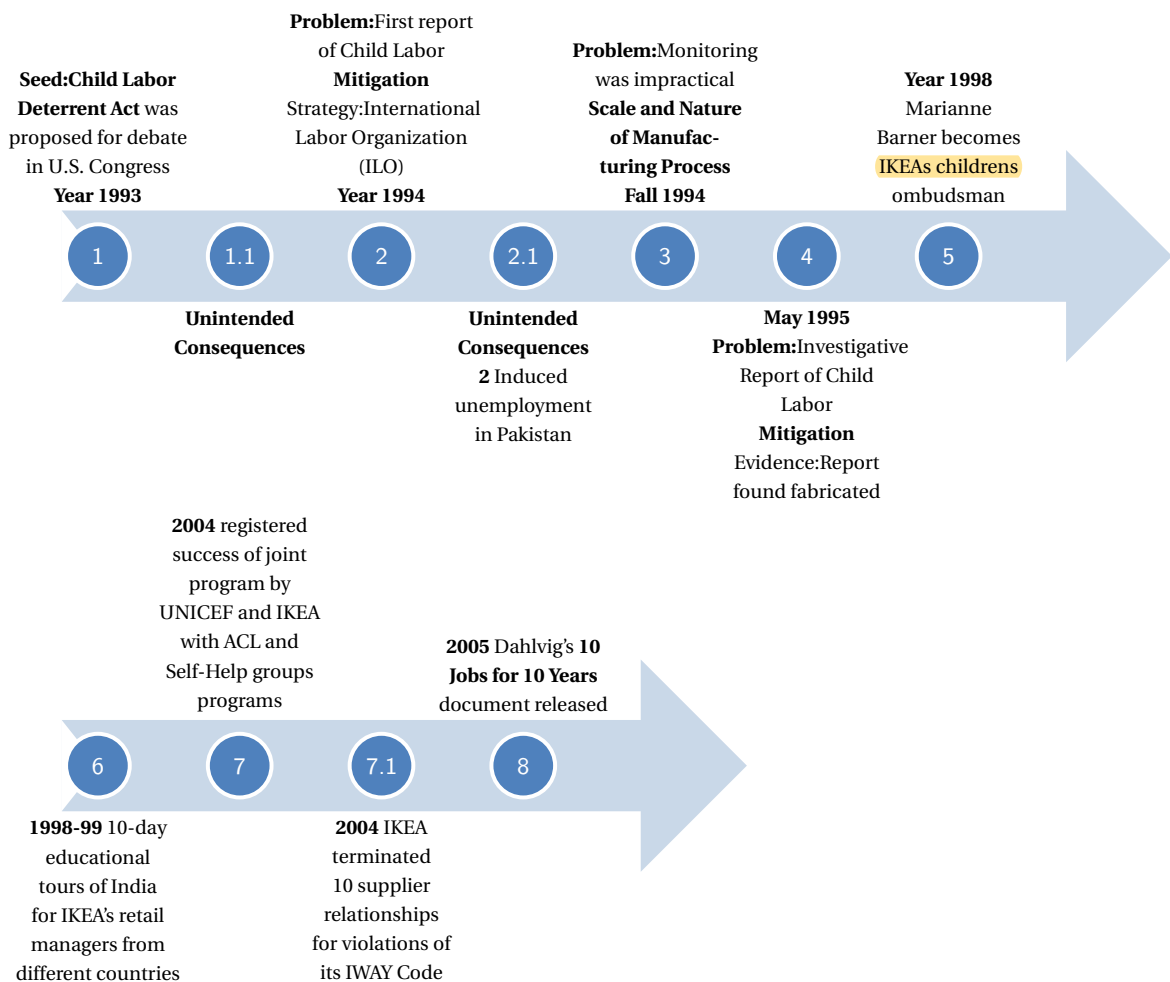 Seed:Child Labor
Deterrent Act was
proposed for debate
in U.S. Congress
Year 1993
1
1.1
Unintended
Consequences
Problem:First report
of Child Labor
Mitigation
Strategy:International
Labor Organization
(ILO)
Year 1994
2
2.1
Unintended
Consequences
2 Induced
unemployment
in Pakistan
Problem:Monitoring
was impractical
Scale and Nature
of Manufac-
turing Process
Fall 1994
3
4
May 1995
Problem:Investigative
Report of Child
Labor
Mitigation
Evidence:Report
found fabricated
Year 1998
Marianne
Barner becomes
IKEAs childrens
ombudsman
5
6
1998-99 10-day
educational
tours of India
for IKEA's retail
managers from
different countries
2004 registered
success of joint
program by
UNICEF and IKEA
with ACL and
Self-Help groups
programs
7
7.1
2004 IKEA
terminated
10 supplier
relationships
for violations of
its IWAY Code
2005 Dahlvig's 10
Jobs for 10 Years
document released
8